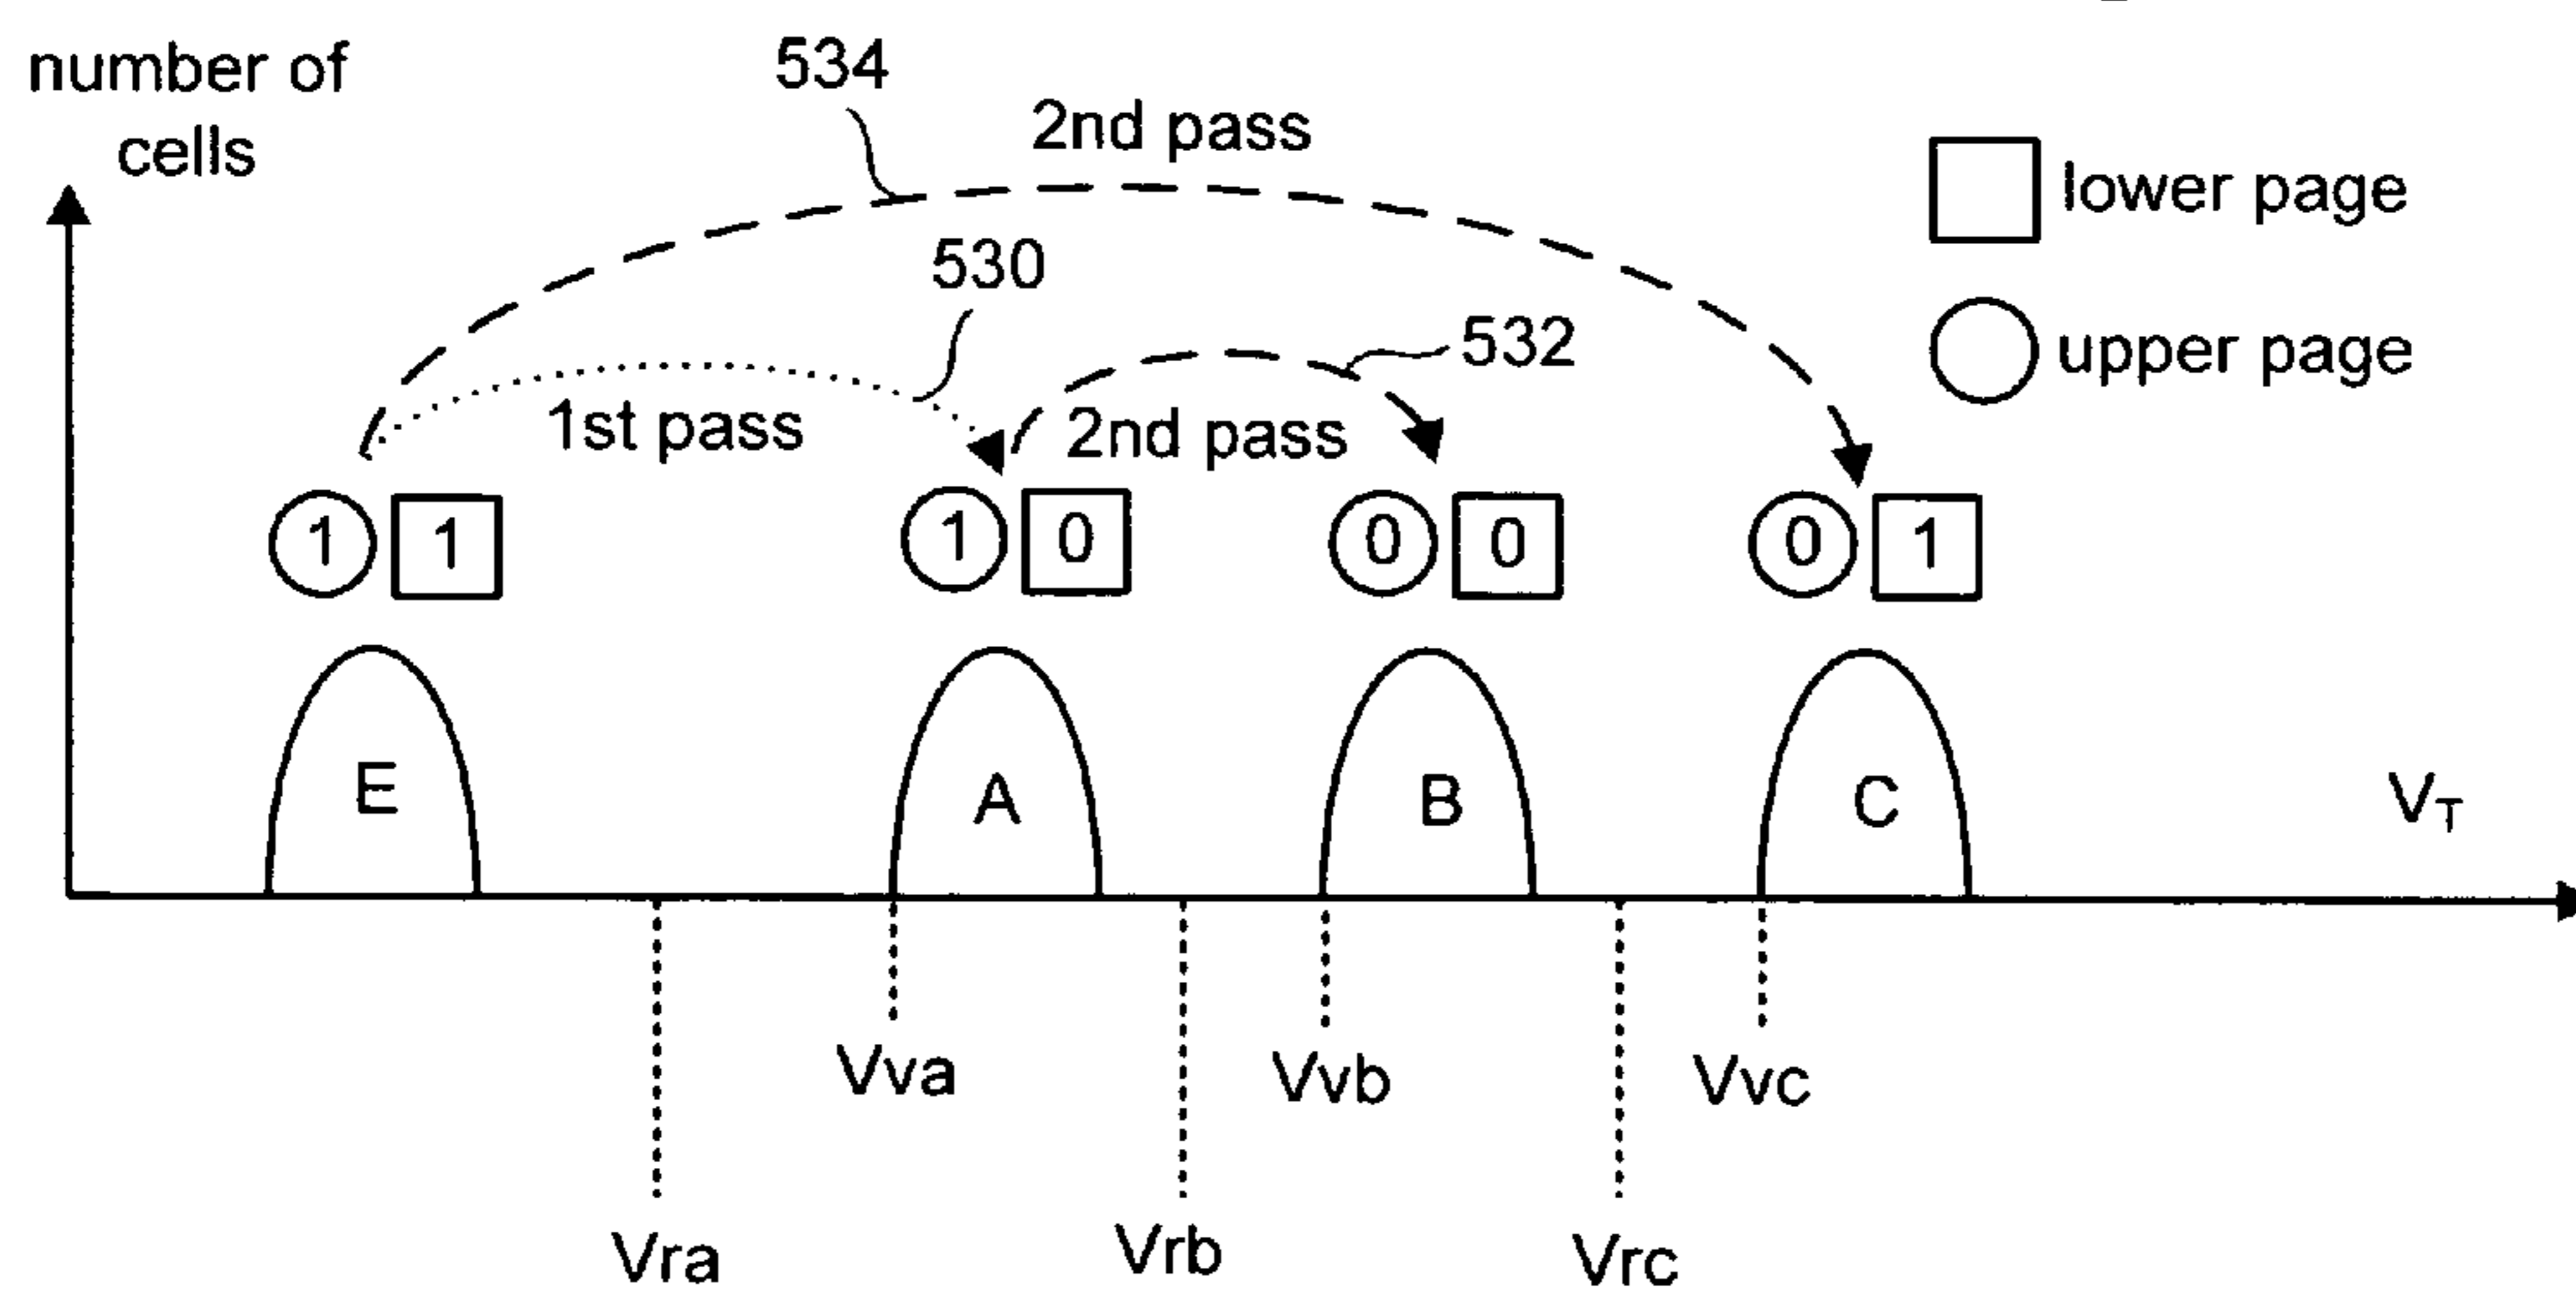 number of
cells
534
2nd pass
lower page
530
532
upper page
1st pass
2nd pass
1 1
1 0
0 0
0 1
E
A
B
C
VT
Vva
Vvb
Vvc
Vra
Vrb
Vrc